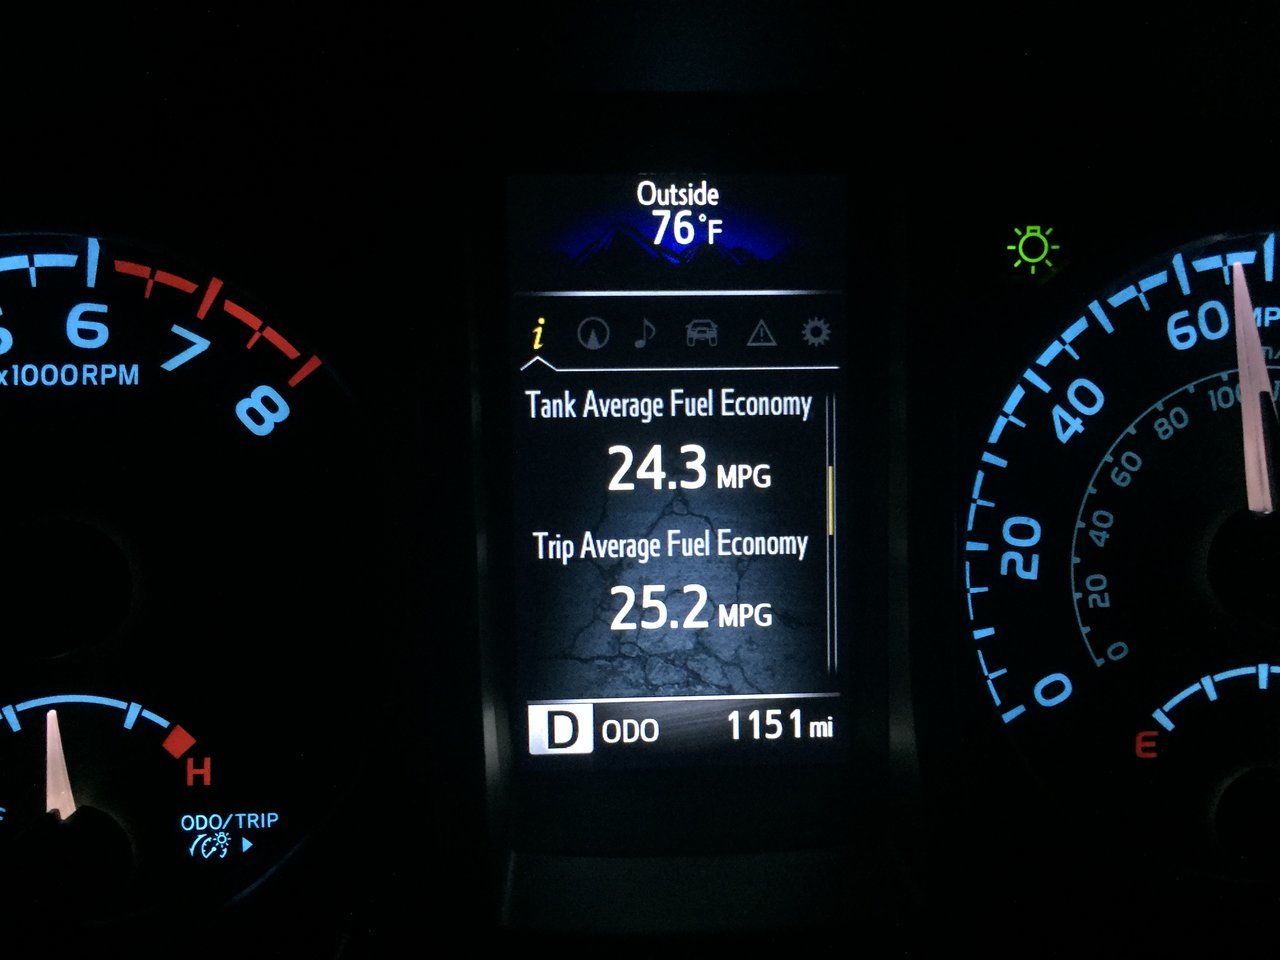 Outside
76°F
i
Tank Average Fuel Economy
24.3 MPG
Trip Average Fuel Economy
25.2 MPG
D ODO 1151 mi
6
7
8
x1000RPM
H
ODO/TRIP
0
20
40
60
0
20
40
60
80
100
E